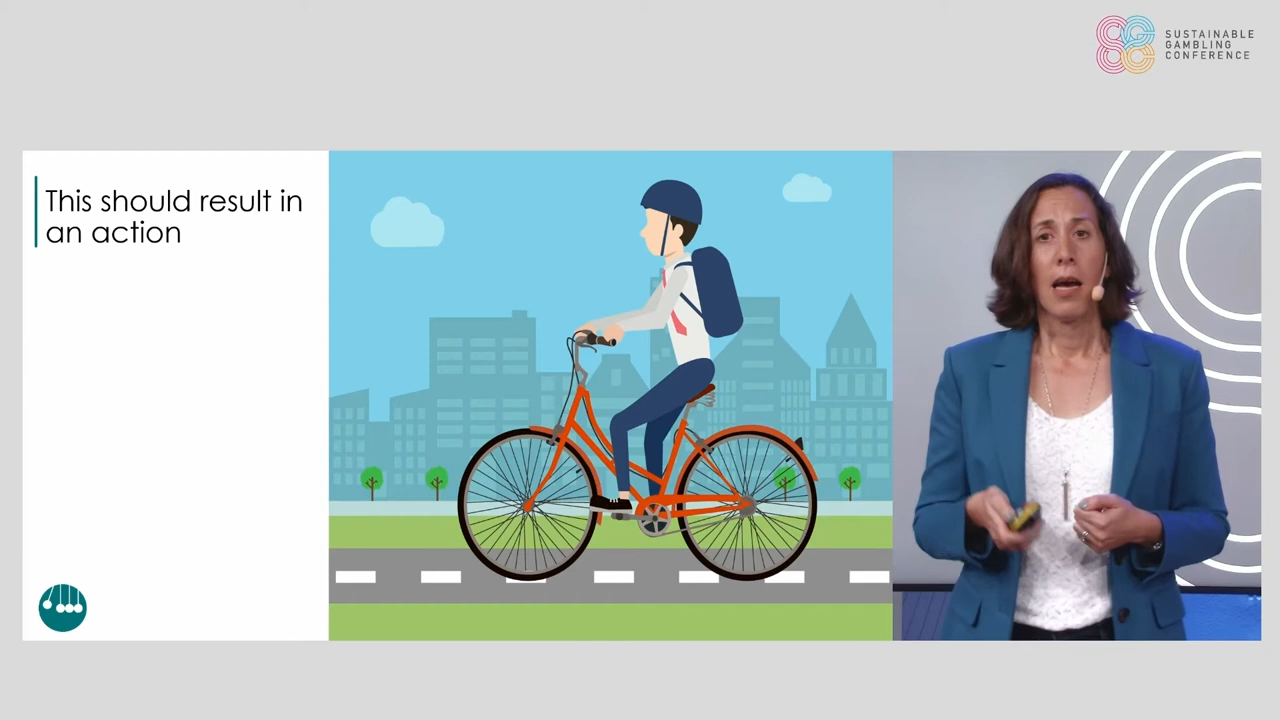 SUSTAINABLE
GAMBLING
CONFERENCE
This should result in
an action